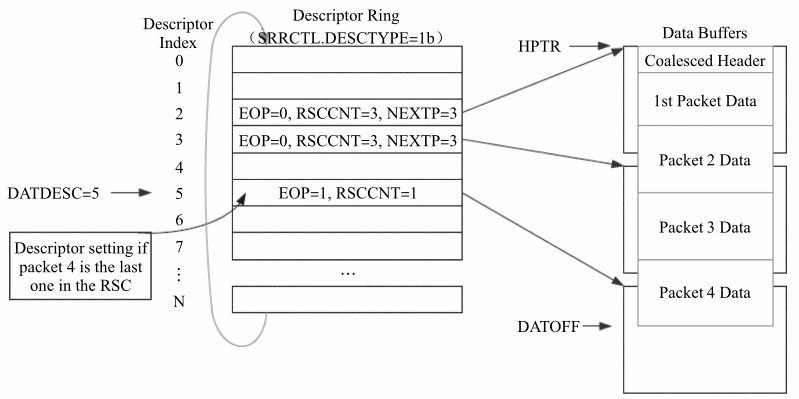 Descriptor Ring
Descriptor
Index
(SRRCTL.DESCTYPE=1b)
Data Buffers
HPTR
0
Coalesced Header
1
1st Packet Data
2
EOP=0, RSCCNT=3, NEXTP=3
3
EOP=0, RSCCNT=3, NEXTP=3
Packet 2 Data
4
DATDESC=5
5
EOP=1, RSCCNT=1
6
Packet 3 Data
7
Descriptor setting if
packet 4 is the last
one in the RSC
⋮
...
N
Packet 4 Data
DATOFF